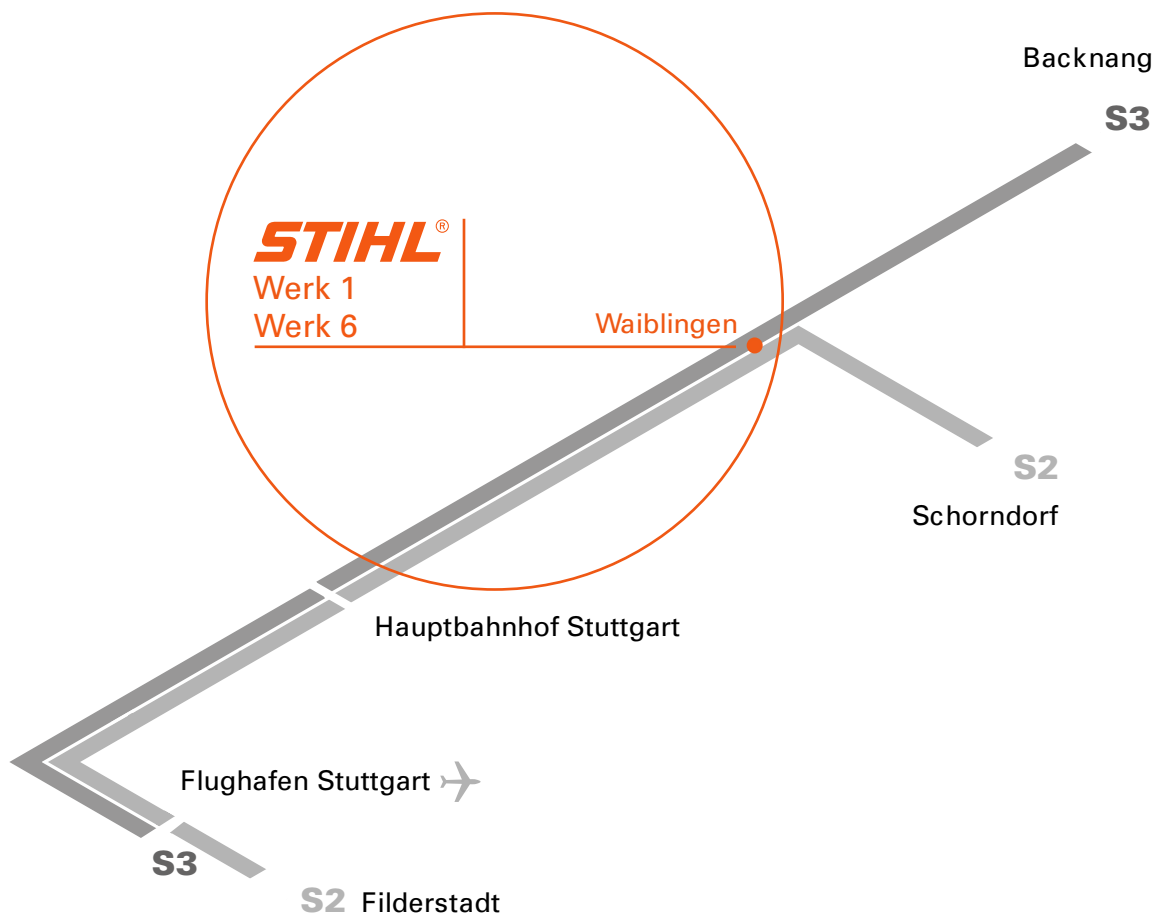 Backnang
S3
STIHL®
Werk 1
Werk 6
Waiblingen
S2
Schorndorf
Hauptbahnhof Stuttgart
Flughafen Stuttgart
S3
S2 Filderstadt